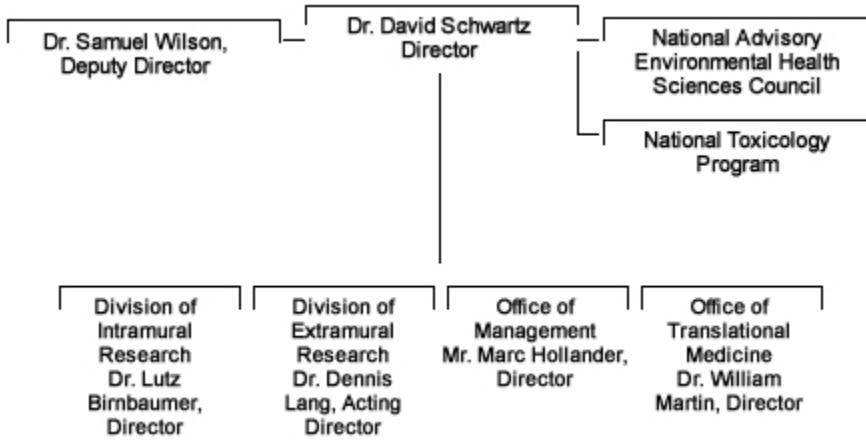 Dr. Samuel Wilson,
Deputy Director
Dr. David Schwartz
Director
National Advisory
Environmental Health
Sciences Council
National Toxicology
Program
Division of
Intramural
Research
Dr. Lutz
Birnbaumer,
Director
Division of
Extramural
Research
Dr. Dennis
Lang, Acting
Director
Office of
Management
Mr. Marc Hollander,
Director
Office of
Translational
Medicine
Dr. William
Martin, Director